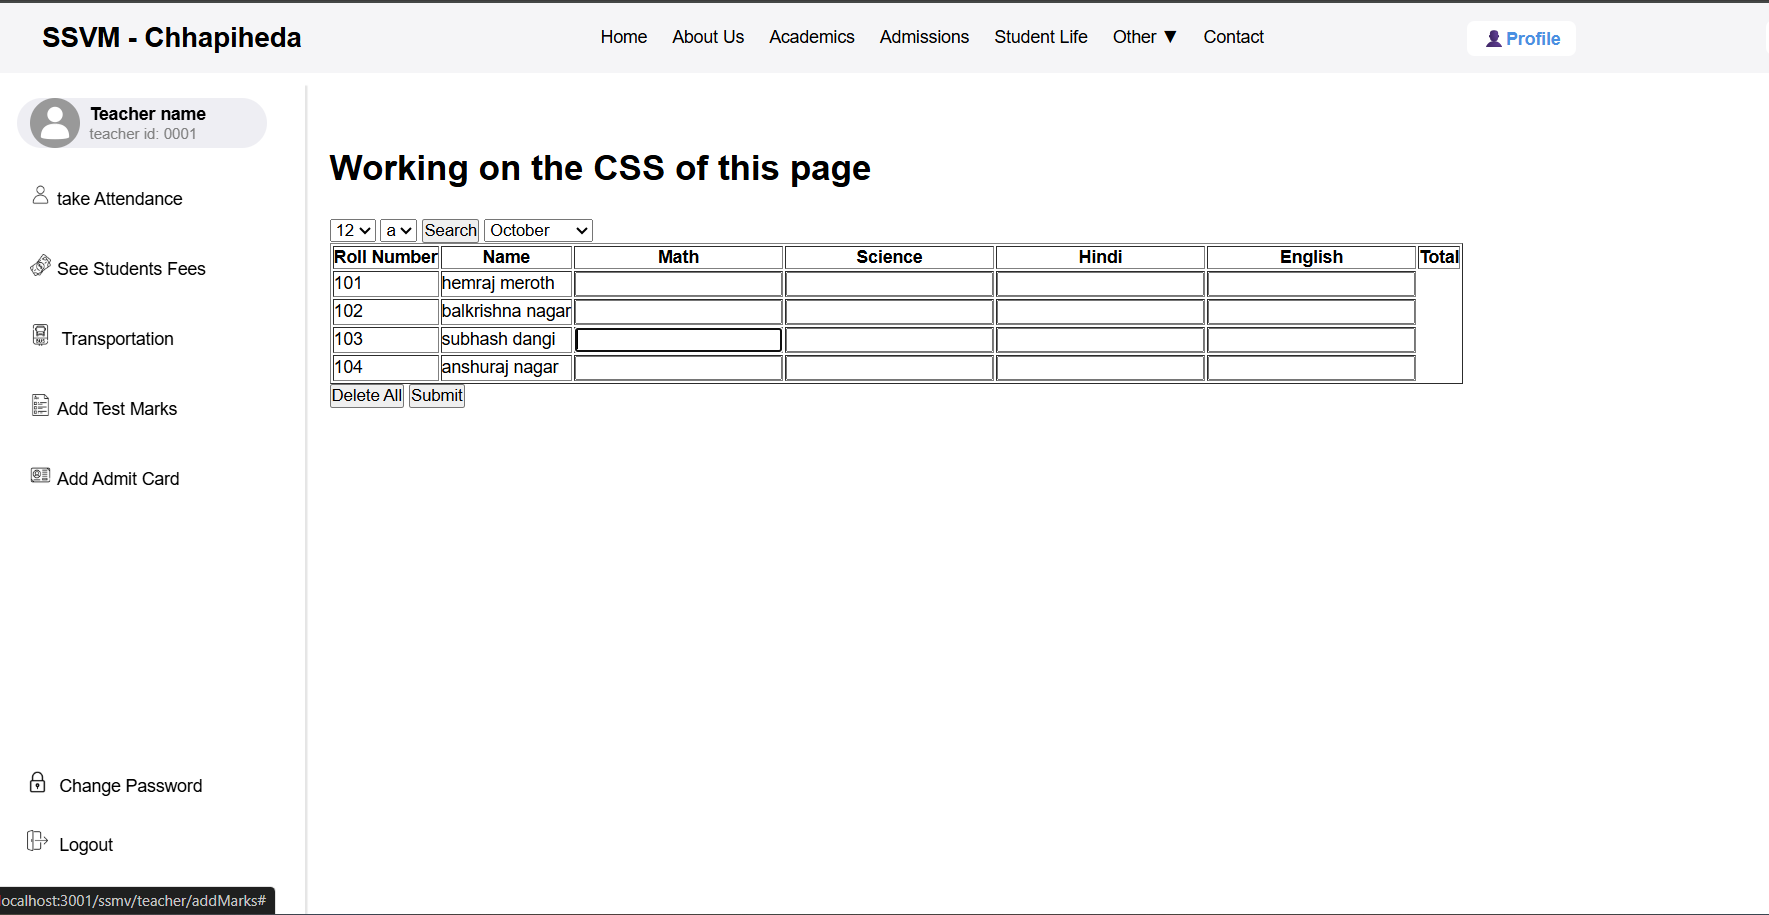 SSVM - Chhapiheda
Home About Us Academics Admissions Student Life Other ▼ Contact
Profile
Teacher name
teacher id: 0001
take Attendance
See Students Fees
Transportation
Add Test Marks
Add Admit Card
Change Password
Logout
Working on the CSS of this page
12 a Search October
Roll Number Name Math Science Hindi English Total
101 hemraj meroth
102 balkrishna nagar
103 subhash dangi
104 anshuraj nagar
Delete All Submit
localhost:3001/ssmv/teacher/addMarks#